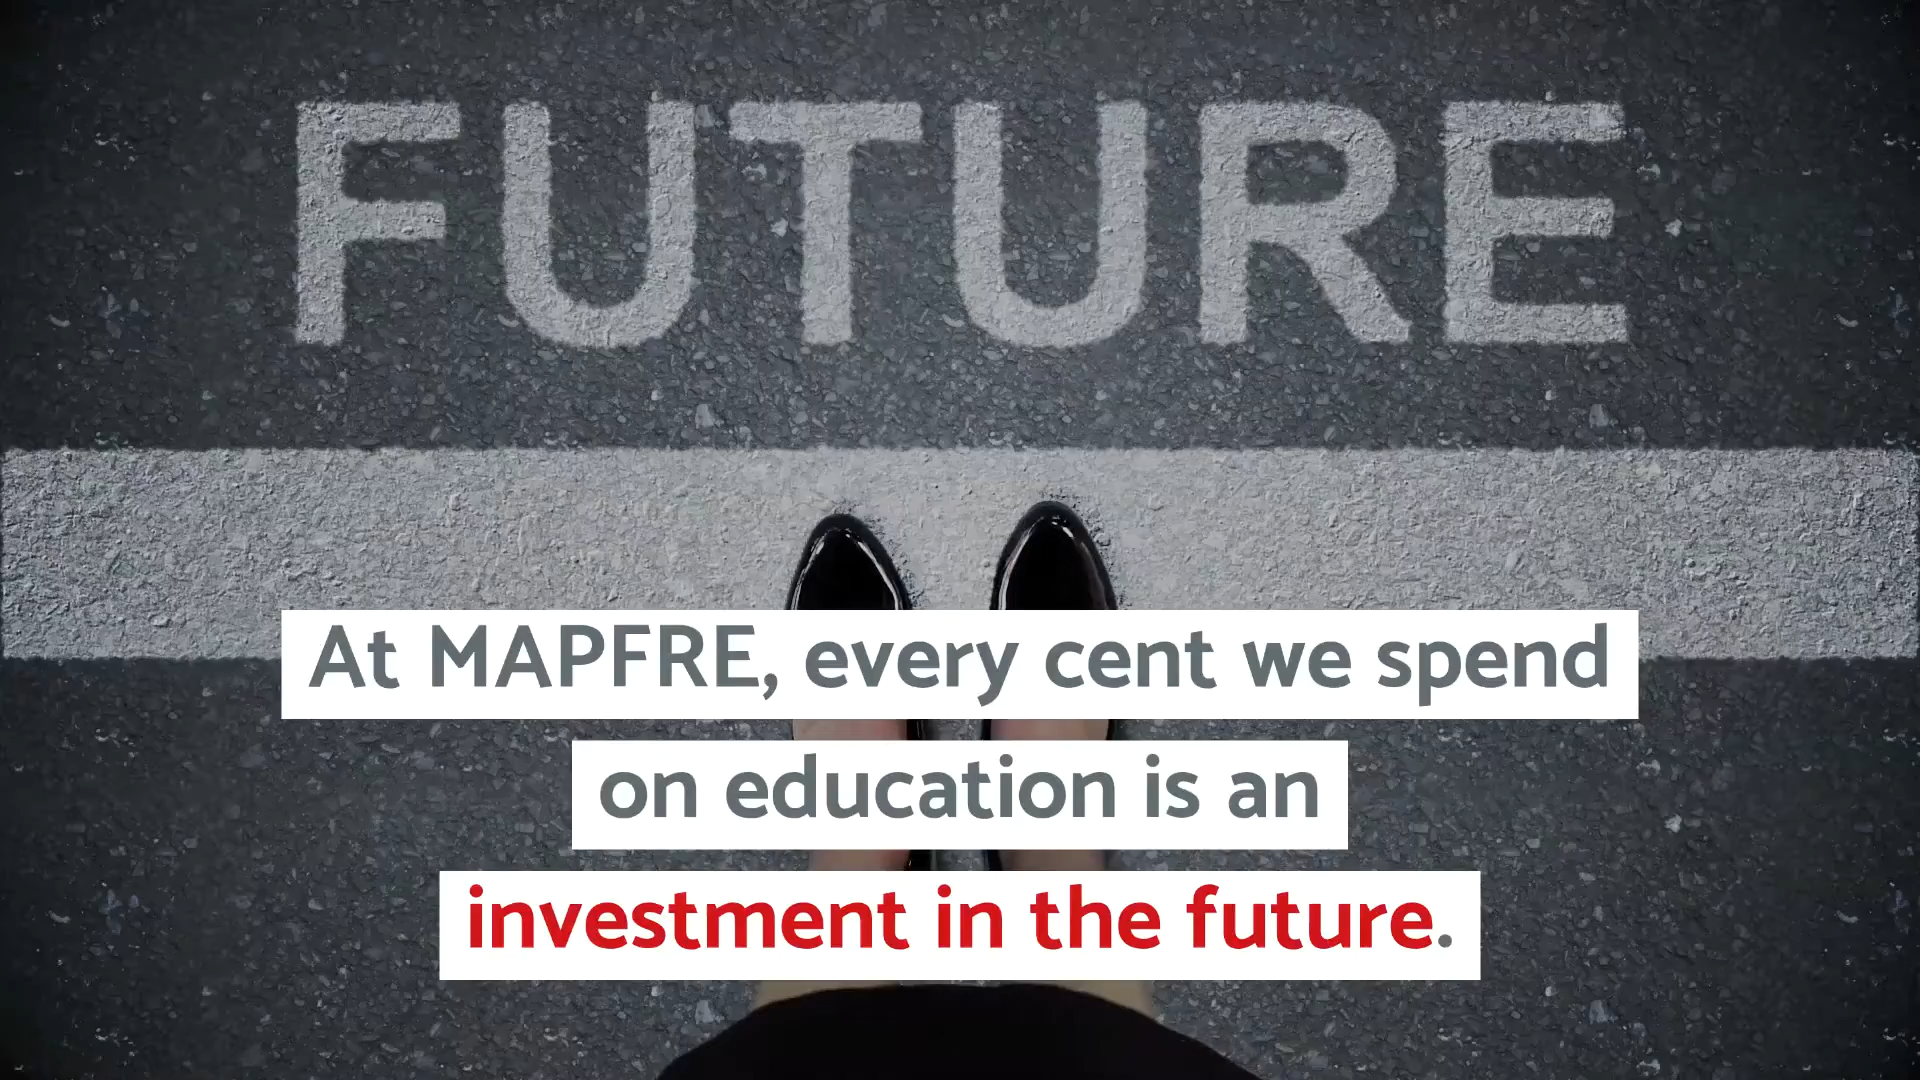 FUTURE
At MAPFRE, every cent we spend
on education is an
investment in the future.